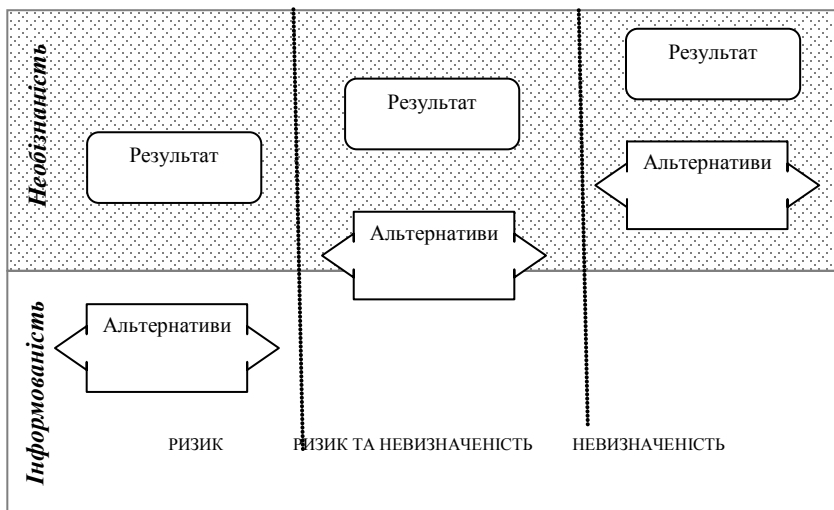 Необізнаність
Результат
Результат
Результат
Альтернативи
Альтернативи
Інформованість
Альтернативи
РИЗИК
РИЗИК ТА НЕВИЗНАЧЕНІСТЬ
НЕВИЗНАЧЕНІСТЬ